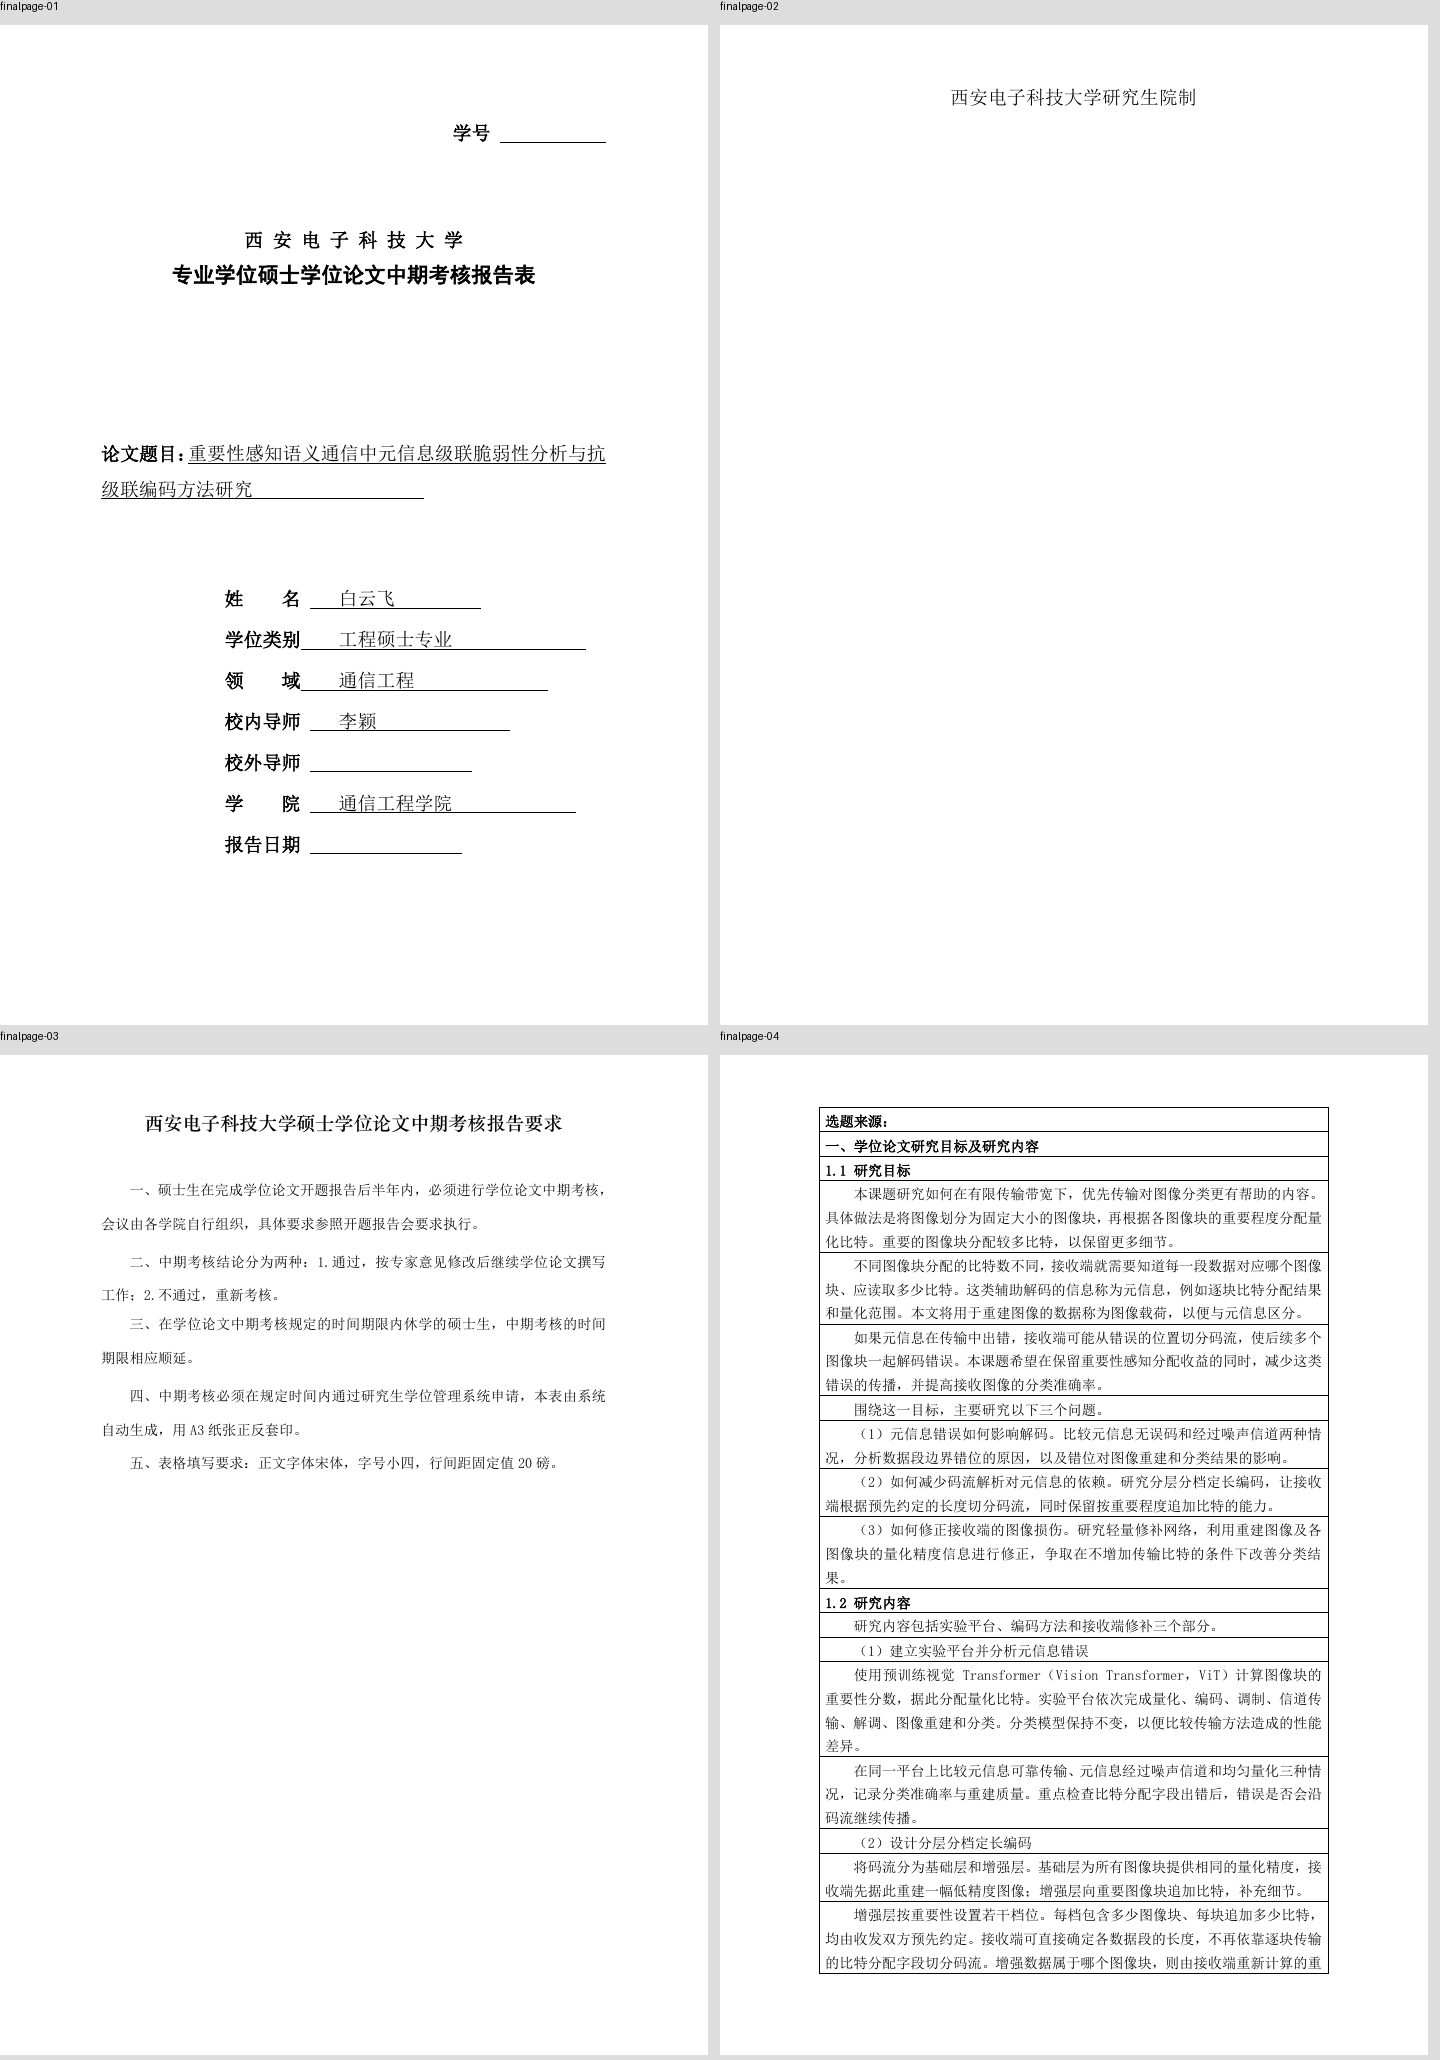 finalpage-01
学号
西 安 电 子 科 技 大 学
专业学位硕士学位论文中期考核报告表
论文题目：重要性感知语义通信中元信息级联脆弱性分析与抗
级联编码方法研究
姓　　名 白云飞
学位类别 工程硕士专业
领　　域 通信工程
校内导师 李颖
校外导师
学　　院 通信工程学院
报告日期
finalpage-02
西安电子科技大学研究生院制
finalpage-03
西安电子科技大学硕士学位论文中期考核报告要求
一、硕士生在完成学位论文开题报告后半年内，必须进行学位论文中期考核，
会议由各学院自行组织，具体要求参照开题报告会要求执行。
二、中期考核结论分为两种：1.通过，按专家意见修改后继续学位论文撰写
工作；2.不通过，重新考核。
三、在学位论文中期考核规定的时间期限内休学的硕士生，中期考核的时间
期限相应顺延。
四、中期考核必须在规定时间内通过研究生学位管理系统申请，本表由系统
自动生成，用 A3 纸张正反套印。
五、表格填写要求：正文字体宋体，字号小四，行间距固定值 20 磅。
finalpage-04
选题来源：
一、学位论文研究目标及研究内容
1.1 研究目标
本课题研究如何在有限传输带宽下，优先传输对图像分类更有帮助的内容。
具体做法是将图像划分为固定大小的图像块，再根据各图像块的重要程度分配量
化比特。重要的图像块分配较多比特，以保留更多细节。
不同图像块分配的比特数不同，接收端就需要知道每一段数据对应哪个图像
块、应读取多少比特。这类辅助解码的信息称为元信息，例如逐块比特分配结果
和量化范围。本文将用于重建图像的数据称为图像载荷，以便与元信息区分。
如果元信息在传输中出错，接收端可能从错误的位置切分码流，使后续多个
图像块一起解码错误。本课题希望在保留重要性感知分配收益的同时，减少这类
错误的传播，并提高接收图像的分类准确率。
围绕这一目标，主要研究以下三个问题。
（1）元信息错误如何影响解码。比较元信息无误码和经过噪声信道两种情
况，分析数据段边界错位的原因，以及错位对图像重建和分类结果的影响。
（2）如何减少码流解析对元信息的依赖。研究分层分档定长编码，让接收
端根据预先约定的长度切分码流，同时保留按重要程度追加比特的能力。
（3）如何修正接收端的图像损伤。研究轻量修补网络，利用重建图像及各
图像块的量化精度信息进行修正，争取在不增加传输比特的条件下改善分类结
果。
1.2 研究内容
研究内容包括实验平台、编码方法和接收端修补三个部分。
（1）建立实验平台并分析元信息错误
使用预训练视觉 Transformer（Vision Transformer，ViT）计算图像块的
重要性分数，据此分配量化比特。实验平台依次完成量化、编码、调制、信道传
输、解调、图像重建和分类。分类模型保持不变，以便比较传输方法造成的性能
差异。
在同一平台上比较元信息可靠传输、元信息经过噪声信道和均匀量化三种情
况，记录分类准确率与重建质量。重点检查比特分配字段出错后，错误是否会沿
码流继续传播。
（2）设计分层分档定长编码
将码流分为基础层和增强层。基础层为所有图像块提供相同的量化精度，接
收端先据此重建一幅低精度图像；增强层向重要图像块追加比特，补充细节。
增强层按重要性设置若干档位。每档包含多少图像块、每块追加多少比特，
均由收发双方预先约定。接收端可直接确定各数据段的长度，不再依靠逐块传输
的比特分配字段切分码流。增强数据属于哪个图像块，则由接收端重新计算的重